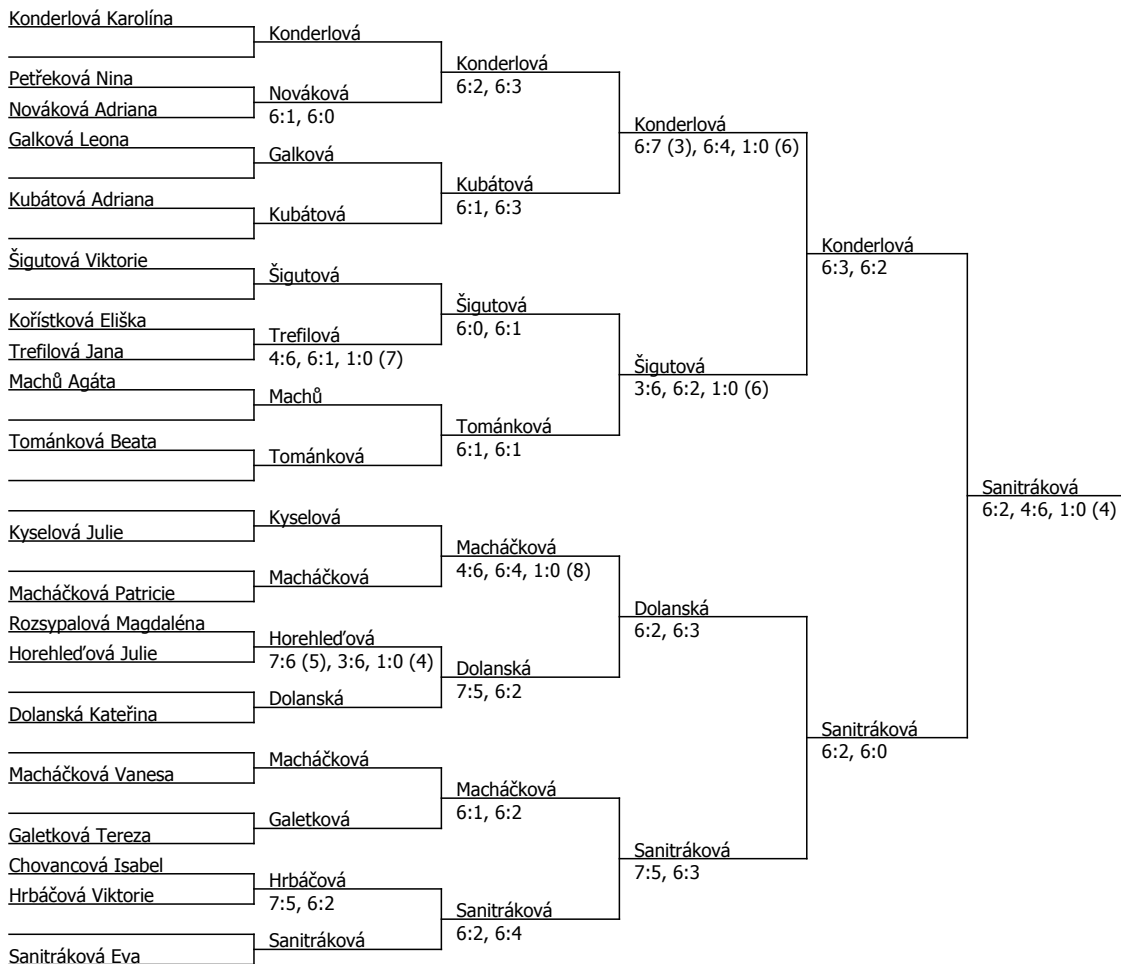 Konderlová Karolína
Petřeková Nina
Nováková Adriana
Galková Leona
Kubátová Adriana
Šigutová Viktorie
Kořístková Eliška
Trefilová Jana
Machů Agáta
Tománková Beata
Kyselová Julie
Macháčková Patricie
Rozsypalová Magdaléna
Horehleďová Julie
Dolanská Kateřina
Macháčková Vanesa
Galetková Tereza
Chovancová Isabel
Hrbáčová Viktorie
Sanitráková Eva
Konderlová
Nováková
6:1, 6:0
Galková
Kubátová
Šigutová
Trefilová
4:6, 6:1, 1:0 (7)
Machů
Tománková
Kyselová
Macháčková
Horehleďová
7:6 (5), 3:6, 1:0 (4)
Dolanská
Macháčková
Galetková
Hrbáčová
7:5, 6:2
Sanitráková
Konderlová
6:2, 6:3
Kubátová
6:1, 6:3
Šigutová
6:0, 6:1
Tománková
6:1, 6:1
Macháčková
4:6, 6:4, 1:0 (8)
Dolanská
7:5, 6:2
Macháčková
6:1, 6:2
Sanitráková
6:2, 6:4
Konderlová
6:7 (3), 6:4, 1:0 (6)
Šigutová
3:6, 6:2, 1:0 (6)
Dolanská
6:2, 6:3
Sanitráková
7:5, 6:3
Konderlová
6:3, 6:2
Sanitráková
6:2, 6:0
Sanitráková
6:2, 4:6, 1:0 (4)